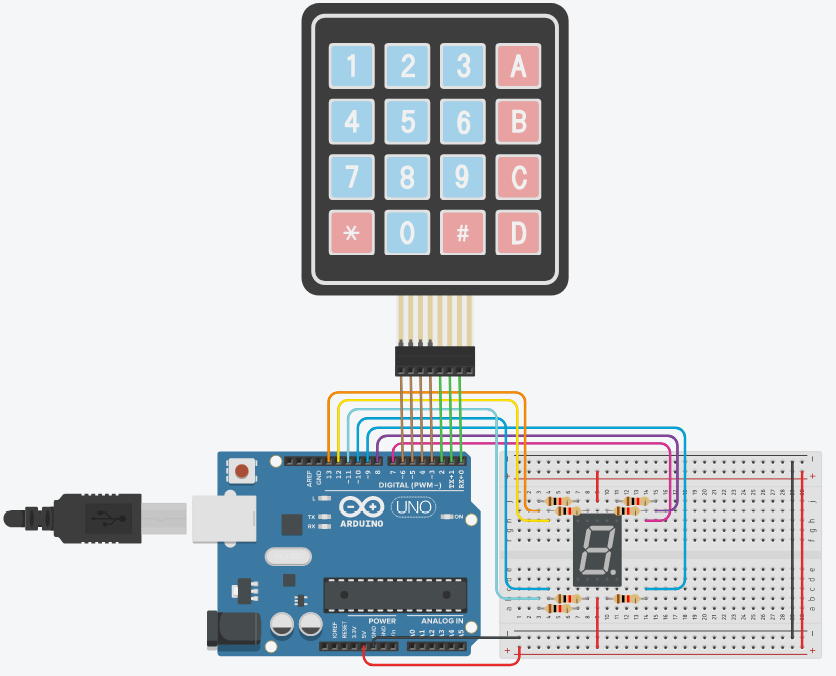 1 2 3 A
4 5 6 B
7 8 9 C
* 0 # D
AREF
GND
13
12
~11
~10
~9
8
7
~6
~5
4
~3
2
TX→1
RX←0
DIGITAL (PWM~)
L
TX
RX
ARDUINO
UNO
ON
POWER
ANALOG IN
IOREF
RESET
3.3V
5V
GND
GND
Vin
A0
A1
A2
A3
A4
A5